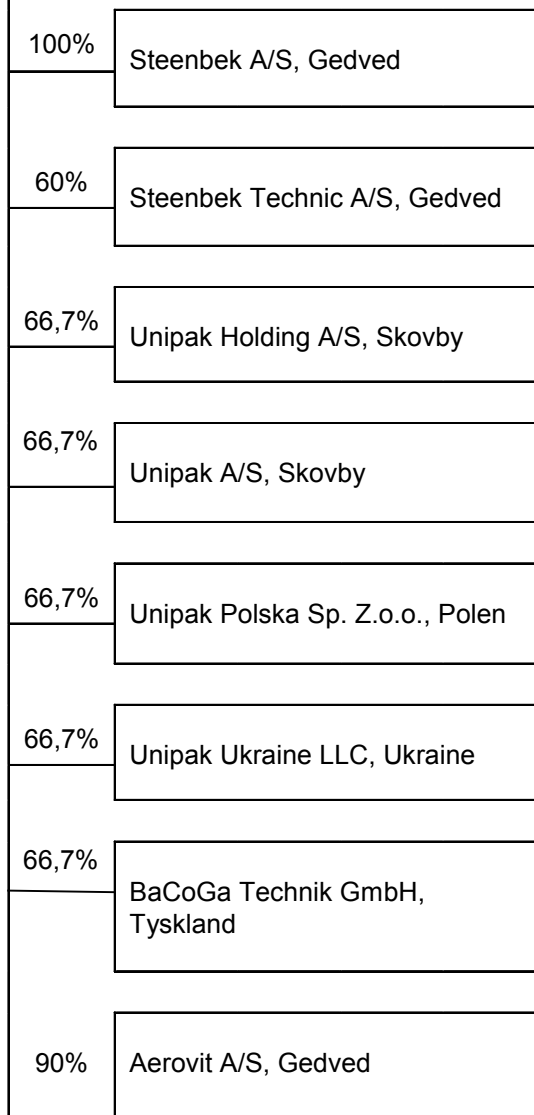 100%
Steenbek A/S, Gedved
60%
Steenbek Technic A/S, Gedved
66,7%
Unipak Holding A/S, Skovby
66,7%
Unipak A/S, Skovby
66,7%
Unipak Polska Sp. Z.o.o., Polen
66,7%
Unipak Ukraine LLC, Ukraine
66,7%
BaCoGa Technik GmbH,
Tyskland
90%
Aerovit A/S, Gedved